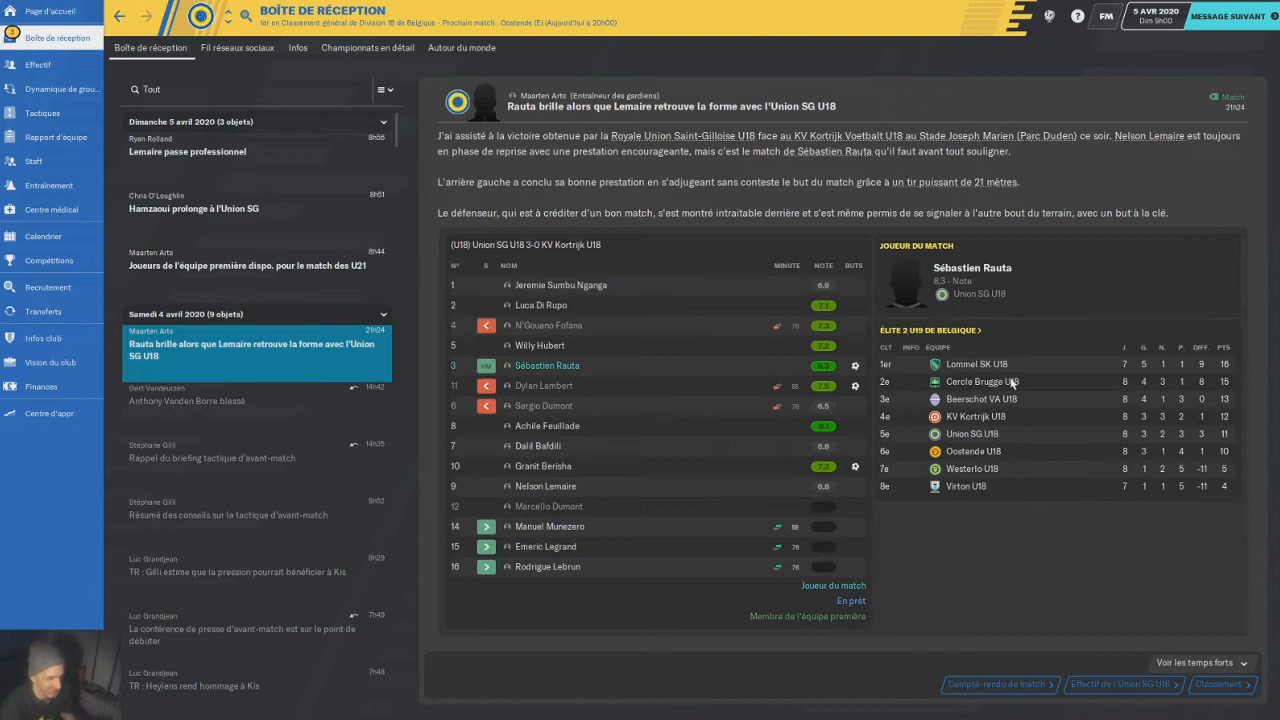 Page d'accueil
BOÎTE DE RÉCEPTION
1er en Classement général de Division 1B de Belgique - Prochain match : Oostende (E) (Aujourd'hui à 20h00)
FM
5 AVR 2020
Dim 9h00
MESSAGE SUIVANT
3
Boîte de réception
Boîte de réception
Fil réseaux sociaux
Infos
Championnats en détail
Autour du monde
Effectif
Dynamique de grou...
Tactiques
Rapport d'équipe
Staff
Entraînement
Centre médical
Calendrier
Compétitions
Recrutement
Transferts
Infos club
Vision du club
Finances
Centre d'appr.
Tout
Dimanche 5 avril 2020 (3 objets)
Ryan Rolland
8h56
Lemaire passe professionnel
Chris O'Loughlin
8h51
Hamzaoui prolonge à l'Union SG
Maarten Arts
8h44
Joueurs de l'équipe première dispo. pour le match des U21
Samedi 4 avril 2020 (9 objets)
Maarten Arts
21h24
Rauta brille alors que Lemaire retrouve la forme avec l'Union SG U18
Gert Vandeurzen
14h42
Anthony Vanden Borre blessé
Stéphane Gilli
14h35
Rappel du briefing tactique d'avant-match
Stéphane Gilli
8h52
Résumé des conseils sur la tactique d'avant-match
Luc Grandjean
8h29
TR : Gilli estime que la pression pourrait bénéficier à Kis
Luc Grandjean
7h49
La conférence de presse d'avant-match est sur le point de débuter
Luc Grandjean
7h48
TR : Heylens rend hommage à Kis
Maarten Arts (Entraîneur des gardiens)
Rauta brille alors que Lemaire retrouve la forme avec l'Union SG U18
Match
21h24
J'ai assisté à la victoire obtenue par la Royale Union Saint-Gilloise U18 face au KV Kortrijk Voetbalt U18 au Stade Joseph Marien (Parc Duden) ce soir. Nelson Lemaire est toujours
en phase de reprise avec une prestation encourageante, mais c'est le match de Sébastien Rauta qu'il faut avant tout souligner.
L'arrière gauche a conclu sa bonne prestation en s'adjugeant sans conteste le but du match grâce à un tir puissant de 21 mètres.
Le défenseur, qui est à créditer d'un bon match, s'est montré intraitable derrière et s'est même permis de se signaler à l'autre bout du terrain, avec un but à la clé.
(U18) Union SG U18 3-0 KV Kortrijk U18
Nº S NOM MINUTE NOTE BUTS
1 Jeremie Sumbu Nganga 6.9
2 Luca Di Rupo 7.1
4 N'Gouano Fofana 76 7.3
5 Willy Hubert 7.2
3 HM Sébastien Rauta 8.3
11 Dylan Lambert 88 7.8
6 Sergio Dumont 76 6.8
8 Achile Feuillade 8.1
7 Dalil Bafdili 6.8
10 Granit Berisha 7.3
9 Nelson Lemaire 6.8
12 Marcello Dumont
14 Manuel Munezero 88
15 Emeric Legrand 76
16 Rodrigue Lebrun 76
Joueur du match
En prêt
Membre de l'équipe première
JOUEUR DU MATCH
Sébastien Rauta
8,3 - Note
Union SG U18
ÉLITE 2 U19 DE BELGIQUE >
CLT INFO ÉQUIPE J. G. N. P. DIFF. PTS
1er Lommel SK U18 7 5 1 1 9 16
2e Cercle Brugge U18 8 4 3 1 8 15
3e Beerschot VA U18 8 4 1 3 0 13
4e KV Kortrijk U18 8 3 3 2 1 12
5e Union SG U18 8 3 2 3 3 11
6e Oostende U18 8 3 1 4 1 10
7e Westerlo U18 8 1 2 5 -11 5
8e Virton U18 7 1 1 5 -11 4
Voir les temps forts
Compte-rendu de match >
Effectif de l'Union SG U18 >
Classement >